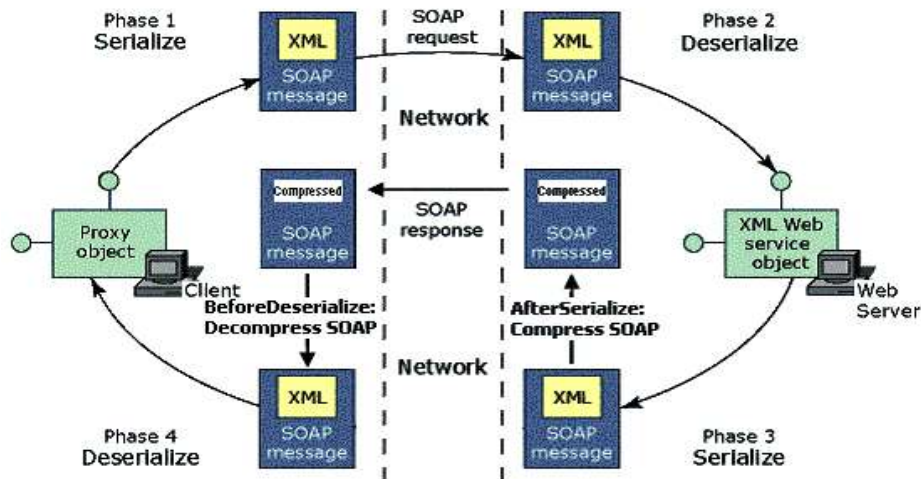 Phase 1
Serialize
XML
SOAP
message
SOAP
request
XML
SOAP
message
Phase 2
Deserialize
Network
Proxy
object
Client
Compressed
SOAP
message
SOAP
response
Compressed
SOAP
message
XML Web
service
object
Web
Server
BeforeDeserialize:
Decompress SOAP
AfterSerialize:
Compress SOAP
Network
Phase 4
Deserialize
XML
SOAP
message
XML
SOAP
message
Phase 3
Serialize